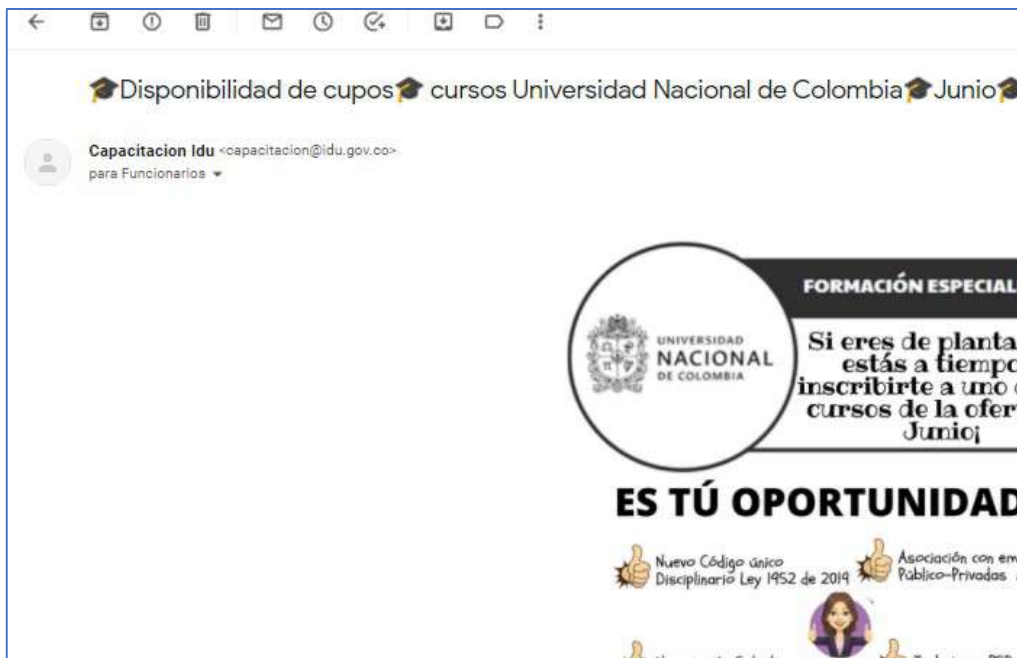 🎓Disponibilidad de cupos🎓 cursos Universidad Nacional de Colombia🎓Junio🎓
Capacitacion Idu <capacitacion@idu.gov.co>
para Funcionarios
FORMACIÓN ESPECIAL
UNIVERSIDAD
NACIONAL
DE COLOMBIA
Si eres de planta
estás a tiempo
inscribirte a uno
cursos de la ofer
Junio¡
ES TÚ OPORTUNIDAD
Nuevo Código único
Disciplinario Ley 1952 de 2019
Asociación con em
Público-Privadas